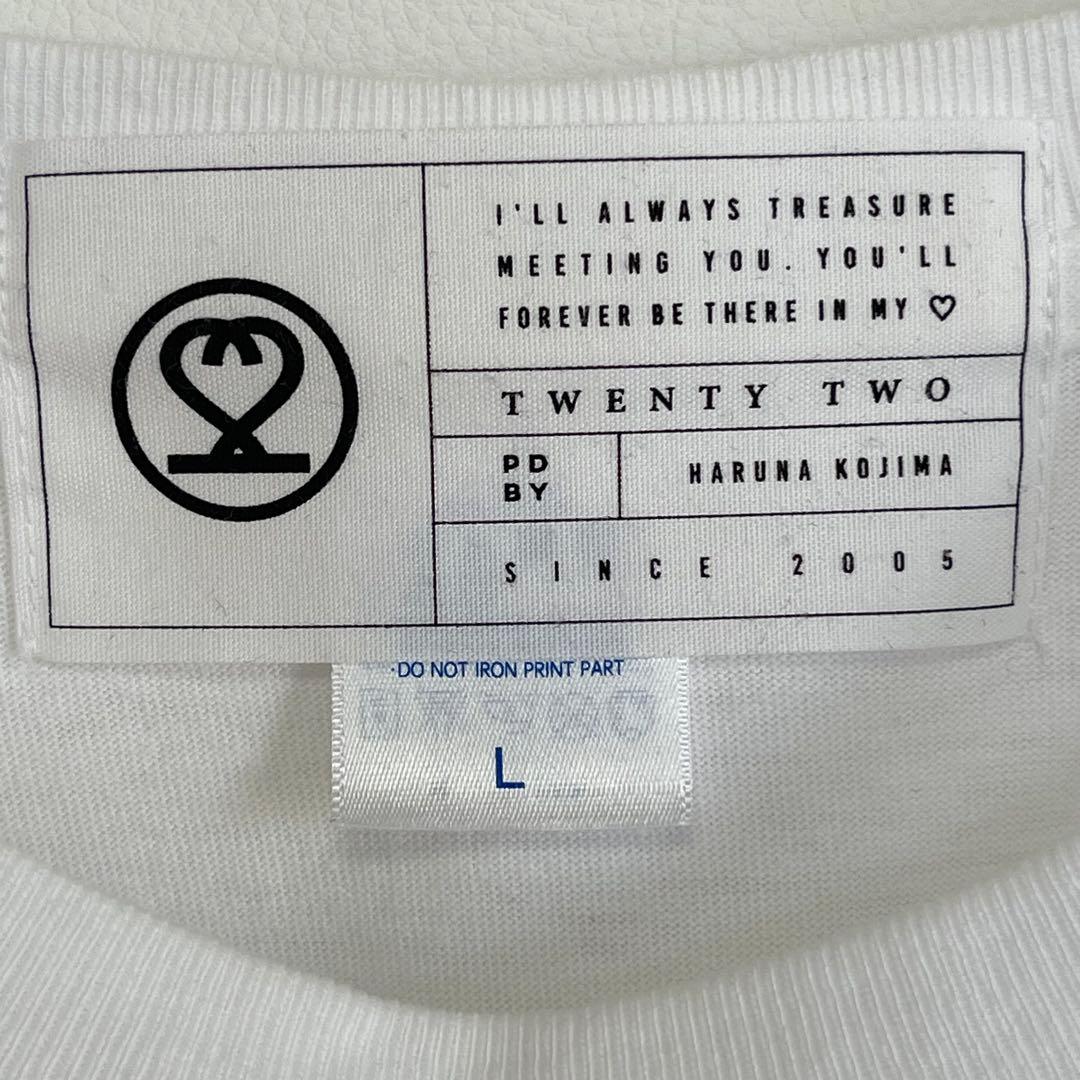 I'LL ALWAYS TREASURE
MEETING YOU. YOU'LL
FOREVER BE THERE IN MY ♡
TWENTY TWO
PD
BY
HARUNA KOJIMA
SINCE 2005
·DO NOT IRON PRINT PART
L